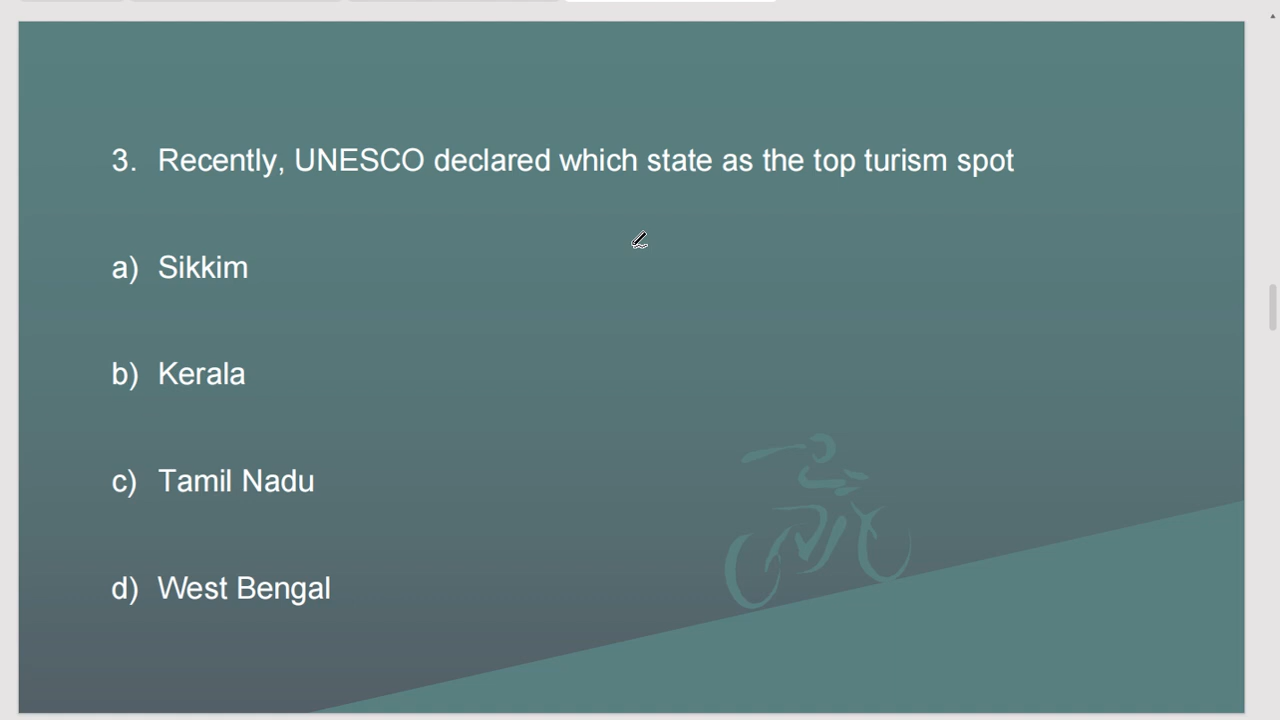 3. Recently, UNESCO declared which state as the top turism spot
a) Sikkim
b) Kerala
c) Tamil Nadu
d) West Bengal